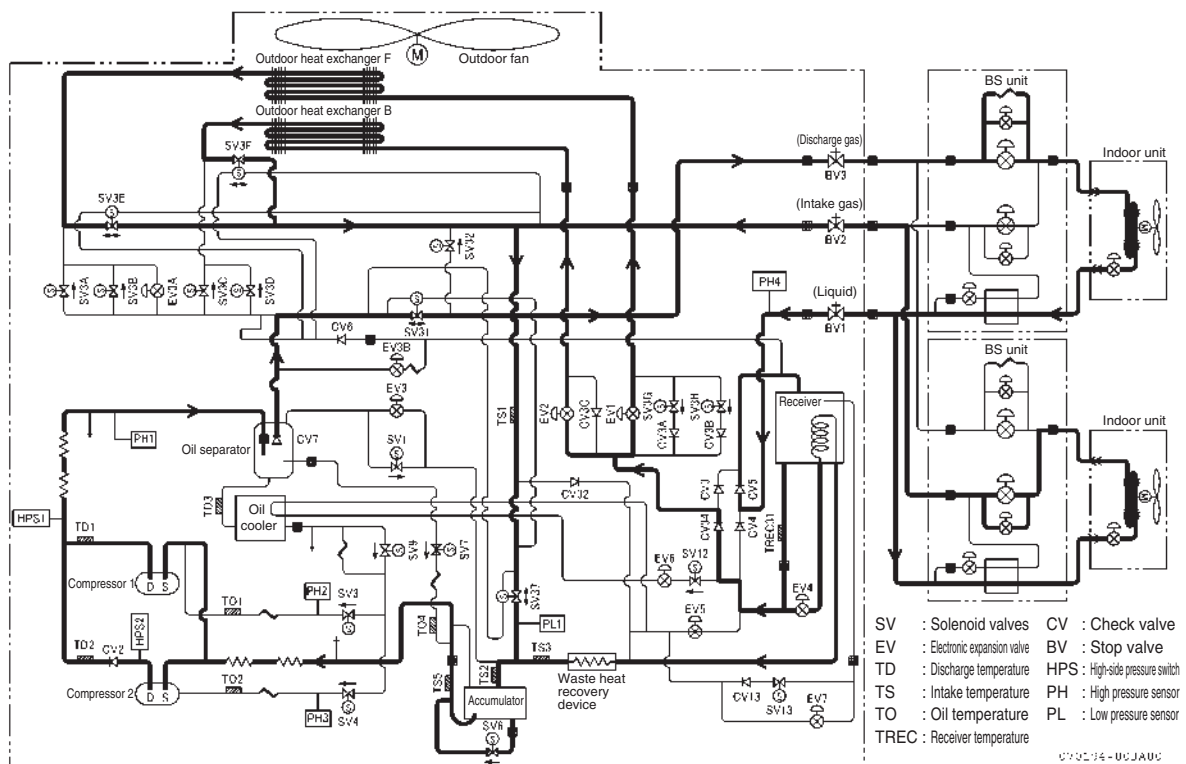 Outdoor heat exchanger F
M
Outdoor fan
Outdoor heat exchanger B
SV3F
SV3E
(Discharge gas)
BV3
(Intake gas)
BV2
(Liquid)
BV1
BS unit
Indoor unit
M
SV3A
SV3B
EV3A
SV3C
SV3D
SV32
SV31
CV6
EV3B
EV3
PH4
BS unit
Indoor unit
M
PH1
Oil separator
CV7
SV1
TS1
EV2
CV3C
EV1
SV3G
CV3A
SV3H
CV3B
Receiver
TD3
Oil cooler
CV32
CV3
CV5
CV34
CV4
TREC31
HPS1
TD1
SV9
SV7
EV6
SV12
EV4
Compressor 1
D S
PH2
SV3
TO1
TO4
SV37
PL1
EV5
TD2
CV2
HPS2
TS3
TS2
Waste heat
recovery
device
Compressor 2
D S
TO2
PH3
SV4
TS5
Accumulator
SV6
CV13
SV13
EV7
SV : Solenoid valves CV : Check valve
EV : Electronic expansion valve BV : Stop valve
TD : Discharge temperature HPS : High-side pressure switch
TS : Intake temperature PH : High pressure sensor
TO : Oil temperature PL : Low pressure sensor
TREC : Receiver temperature